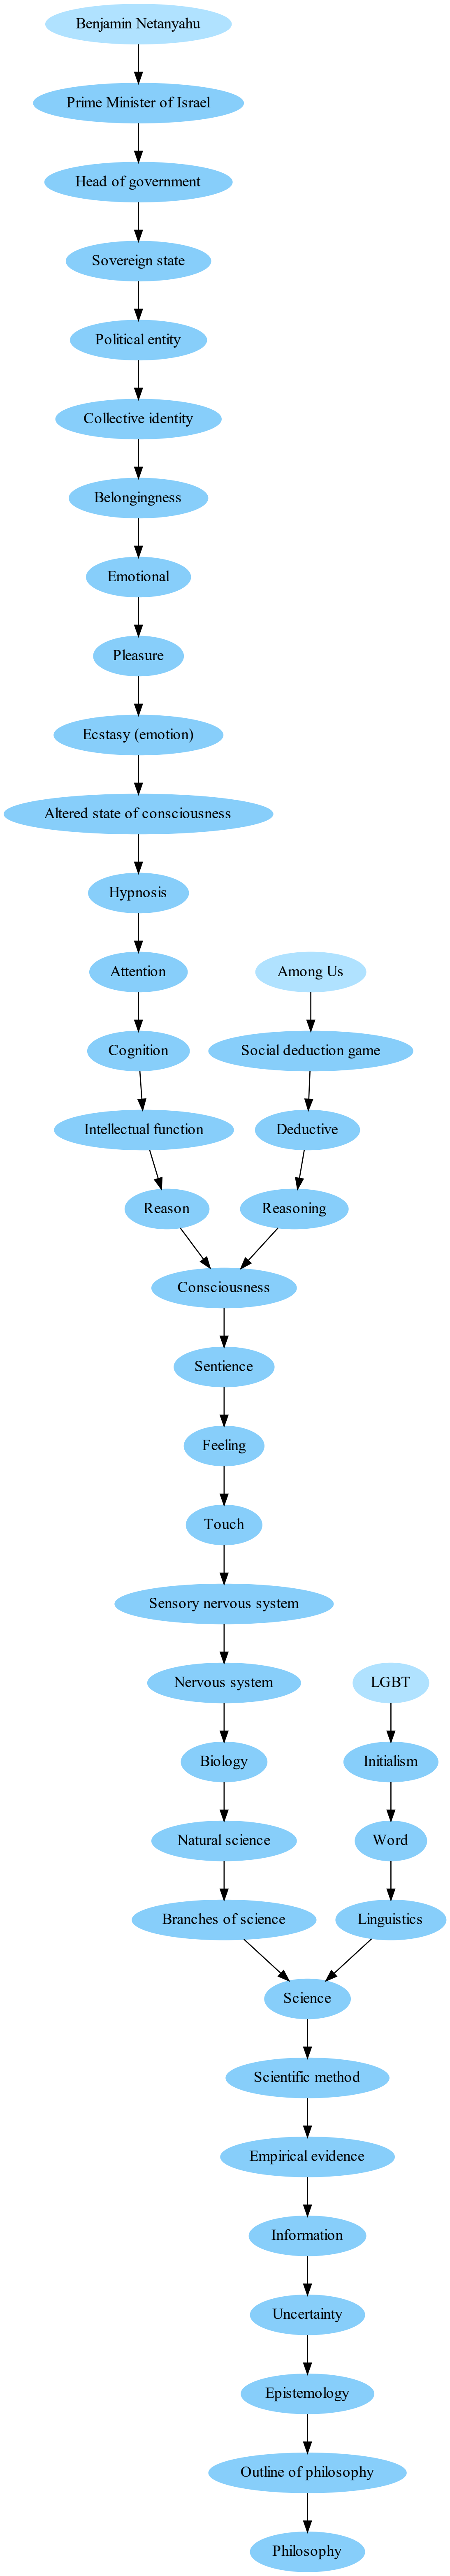 Benjamin Netanyahu
Prime Minister of Israel
Head of government
Sovereign state
Political entity
Collective identity
Belongingness
Emotional
Pleasure
Ecstasy (emotion)
Altered state of consciousness
Hypnosis
Attention
Among Us
Cognition
Social deduction game
Intellectual function
Deductive
Reason
Reasoning
Consciousness
Sentience
Feeling
Touch
Sensory nervous system
Nervous system
LGBT
Biology
Initialism
Natural science
Word
Branches of science
Linguistics
Science
Scientific method
Empirical evidence
Information
Uncertainty
Epistemology
Outline of philosophy
Philosophy